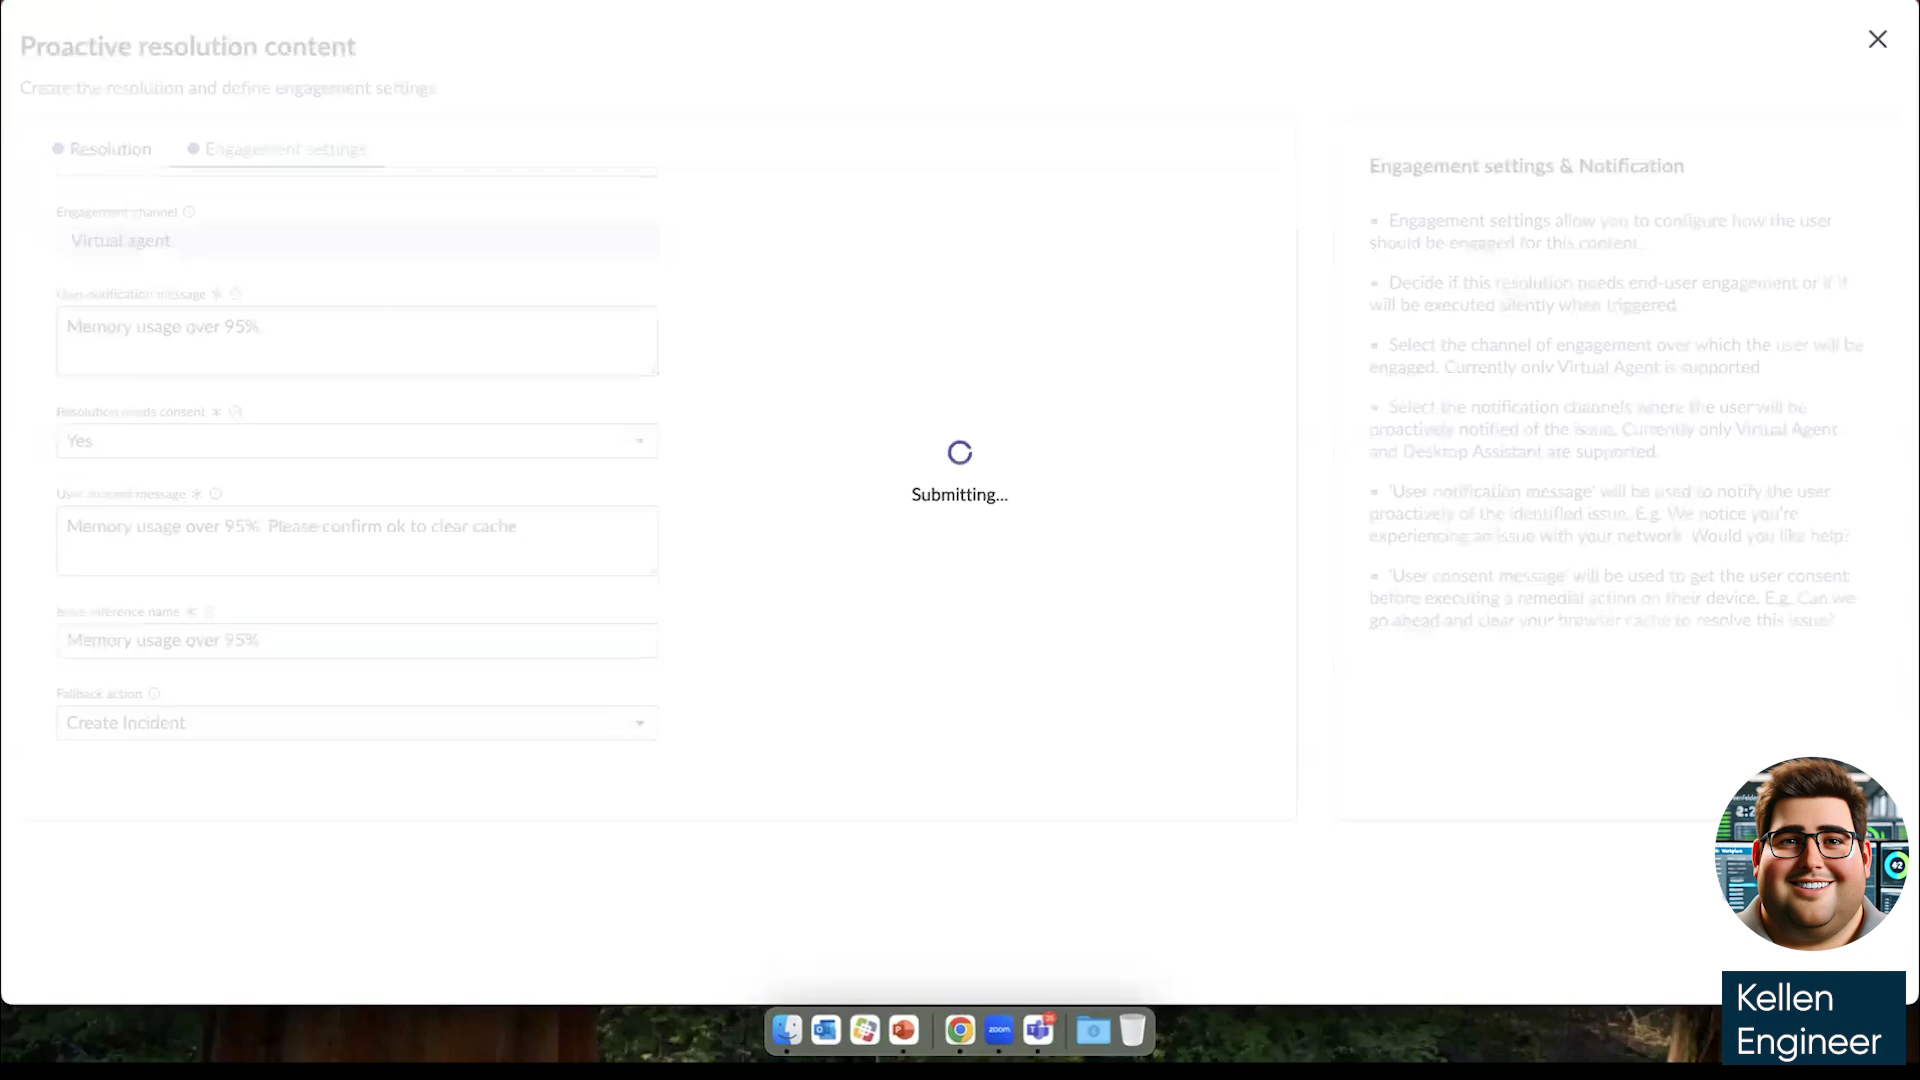 Proactive resolution content
Create the resolution and define engagement settings
Resolution
Engagement settings
Engagement channel
Virtual agent
User notification message *
Memory usage over 95%
Resolution needs consent *
Yes
User consent message *
Memory usage over 95% Please confirm ok to clear cache
Issue reference name *
Memory usage over 95%
Fallback action
Create Incident
Submitting...
Engagement settings & Notification
Engagement settings allow you to configure how the user
should be engaged for this content.
Decide if this resolution needs end-user engagement or if it
will be executed silently when triggered.
Select the channel of engagement over which the user will be
engaged. Currently only Virtual Agent is supported
Select the notification channels where the user will be
proactively notified of the issue. Currently only Virtual Agent
and Desktop Assistant are supported.
'User notification message' will be used to notify the user
proactively of the identified issue. E.g. We notice you're
experiencing an issue with your network. Would you like help?
'User consent message' will be used to get the user consent
before executing a remedial action on their device. E.g. Can we
go ahead and clear your browser cache to resolve this issue?
42
zoom
Kellen
Engineer